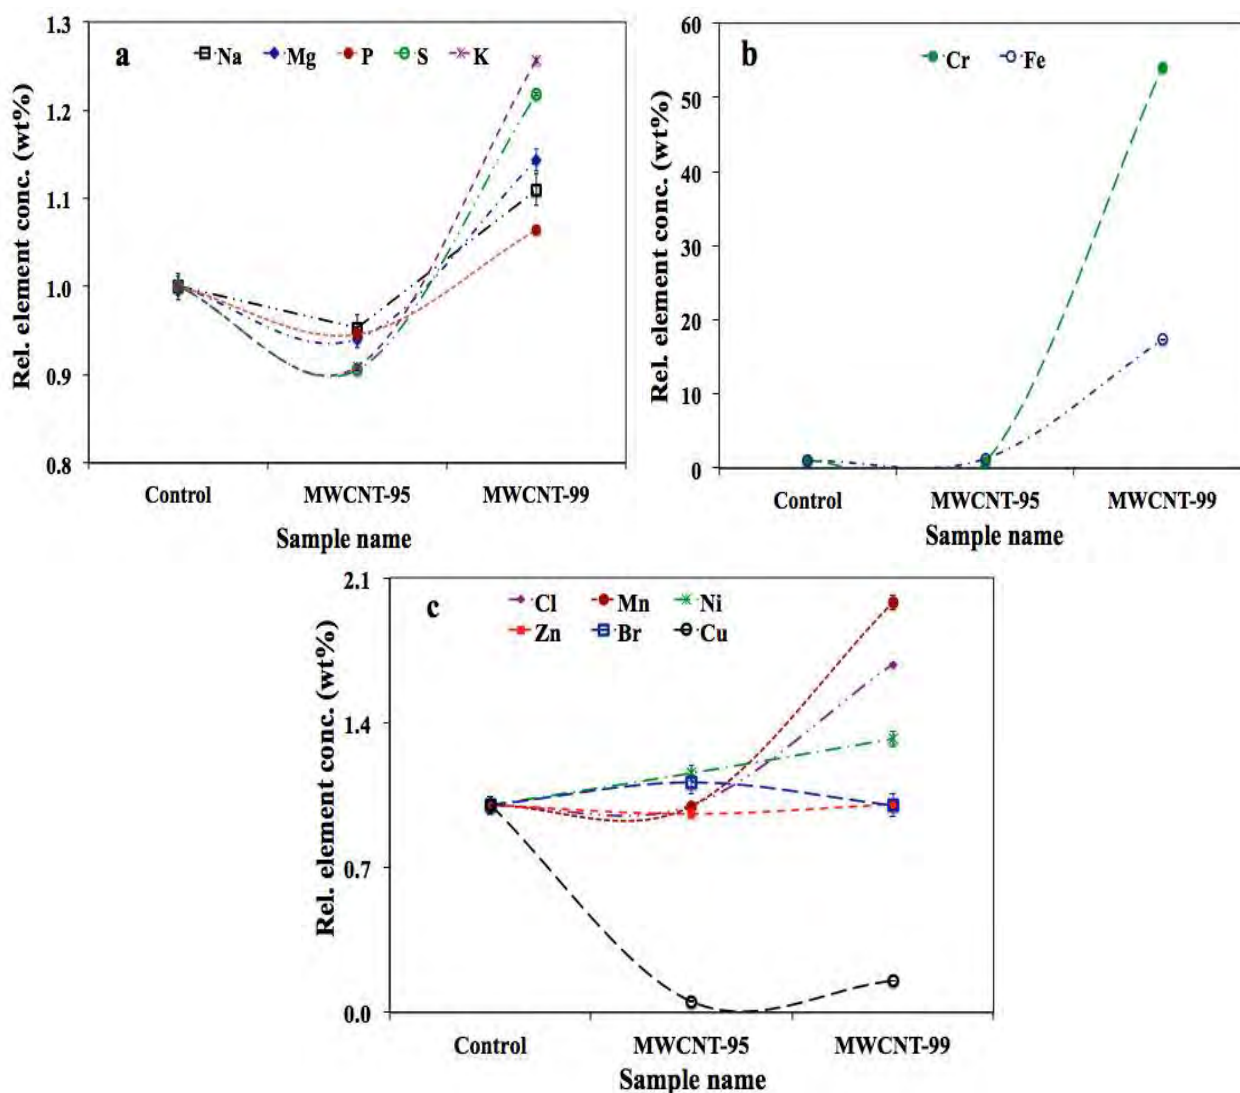 a
Na Mg P S K
Rel. element conc. (wt%)
1.3
1.2
1.1
1.0
0.9
0.8
Control MWCNT-95 MWCNT-99
Sample name
b
Cr Fe
Rel. element conc. (wt%)
60
50
40
30
20
10
0
Control MWCNT-95 MWCNT-99
Sample name
c
Cl Mn Ni
Zn Br Cu
Rel. element conc. (wt%)
2.1
1.4
0.7
0.0
Control MWCNT-95 MWCNT-99
Sample name